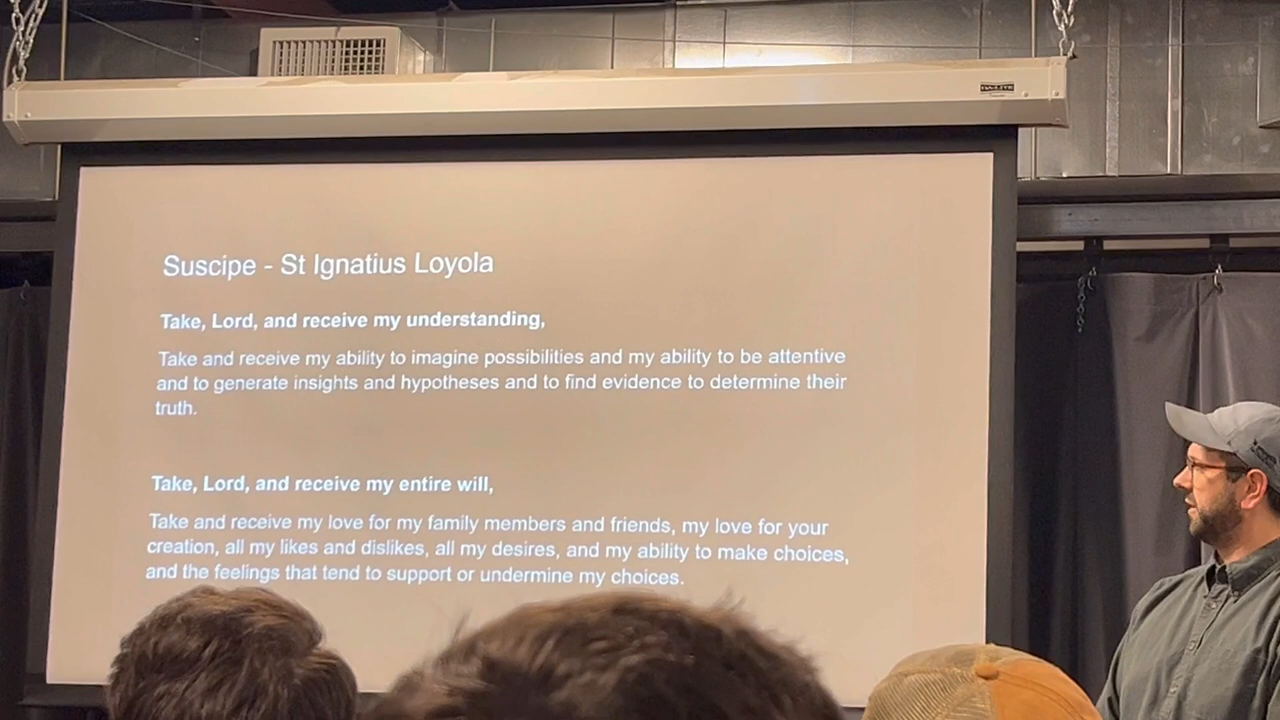 Suscipe - St Ignatius Loyola
Take, Lord, and receive my understanding,
Take and receive my ability to imagine possibilities and my ability to be attentive
and to generate insights and hypotheses and to find evidence to determine their
truth.
Take, Lord, and receive my entire will,
Take and receive my love for my family members and friends, my love for your
creation, all my likes and dislikes, all my desires, and my ability to make choices,
and the feelings that tend to support or undermine my choices.